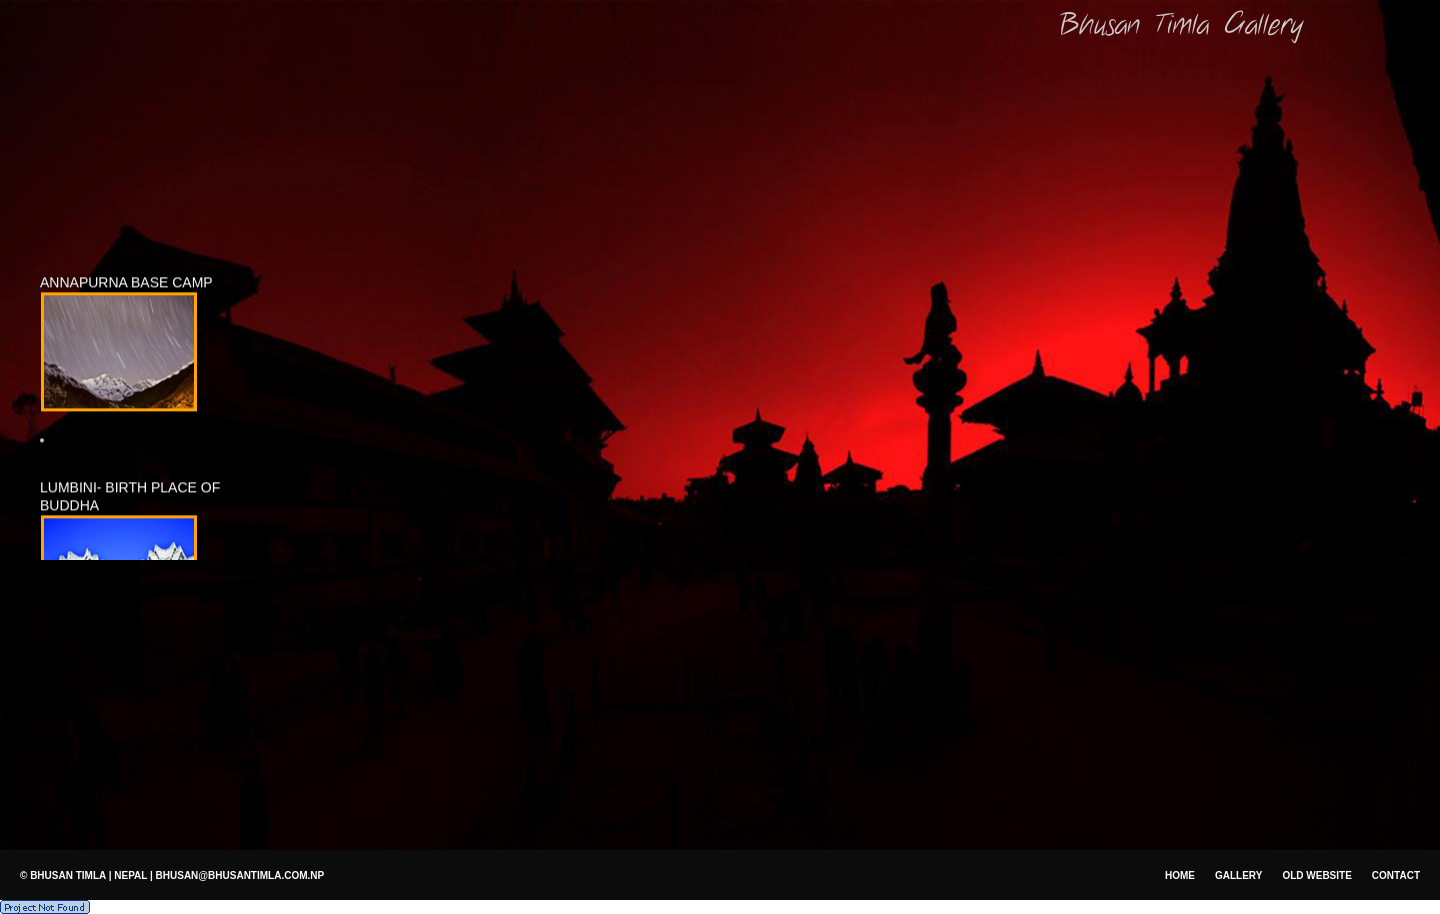 Bhusan Timla Gallery
ANNAPURNA BASE CAMP
LUMBINI- BIRTH PLACE OF
BUDDHA
© BHUSAN TIMLA | NEPAL | BHUSAN@BHUSANTIMLA.COM.NP
HOME GALLERY OLD WEBSITE CONTACT
Project Not Found